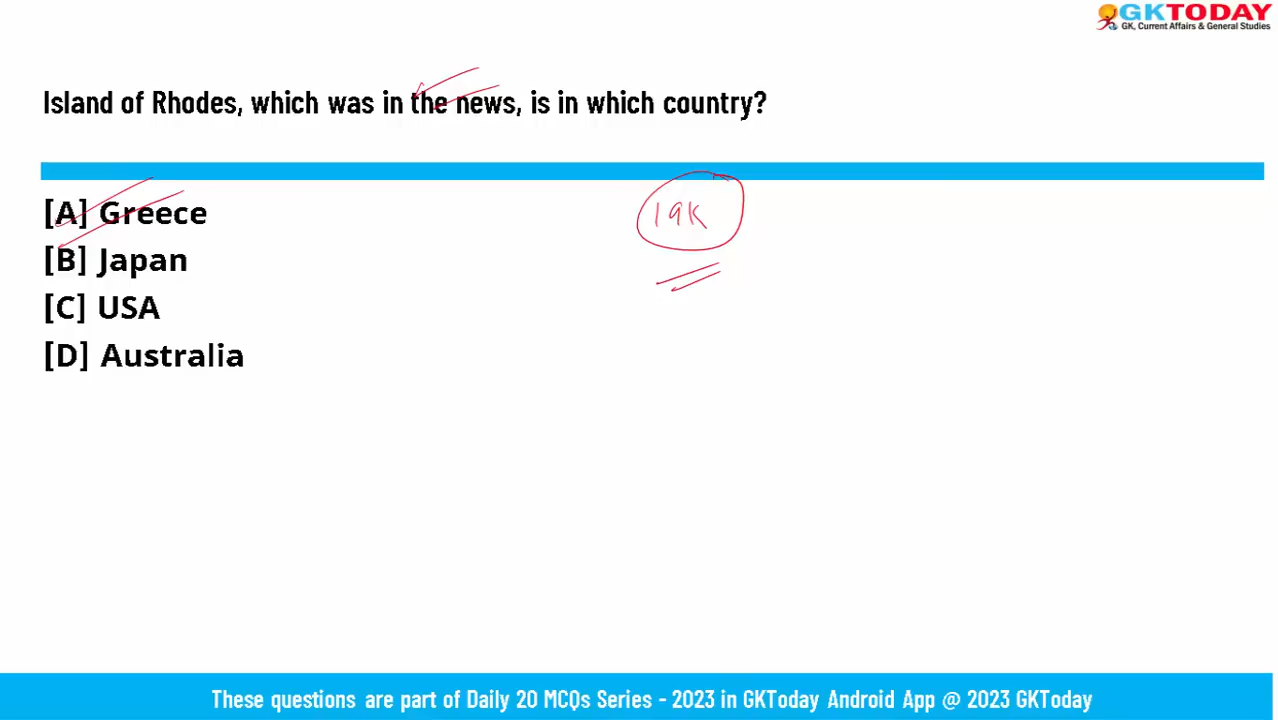 GKTODAY
GK, Current Affairs & General Studies
Island of Rhodes, which was in the news, is in which country?
[A] Greece
19K
[B] Japan
[C] USA
[D] Australia
These questions are part of Daily 20 MCQs Series - 2023 in GKToday Android App @ 2023 GKToday